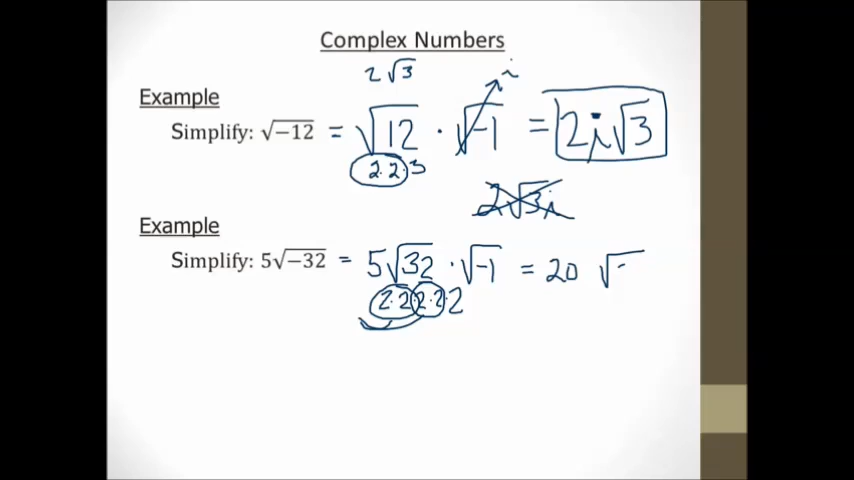 Complex Numbers
2√3 i
Example
Simplify: √−12 = √12 · √−1 = 2i√3
2·2·3
2√3i
Example
Simplify: 5√−32 = 5√32 · √−1 = 20 √
2·2·2·2·2